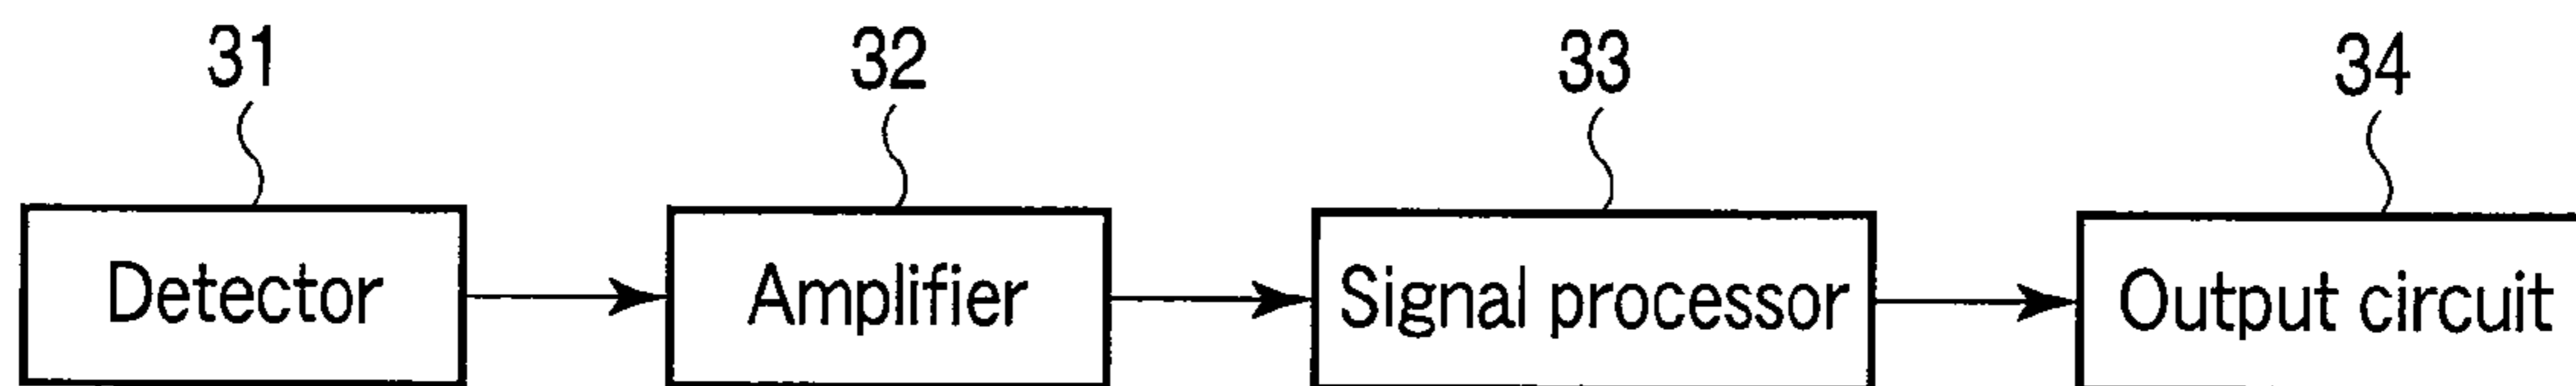 31 32 33 34
Detector Amplifier Signal processor Output circuit